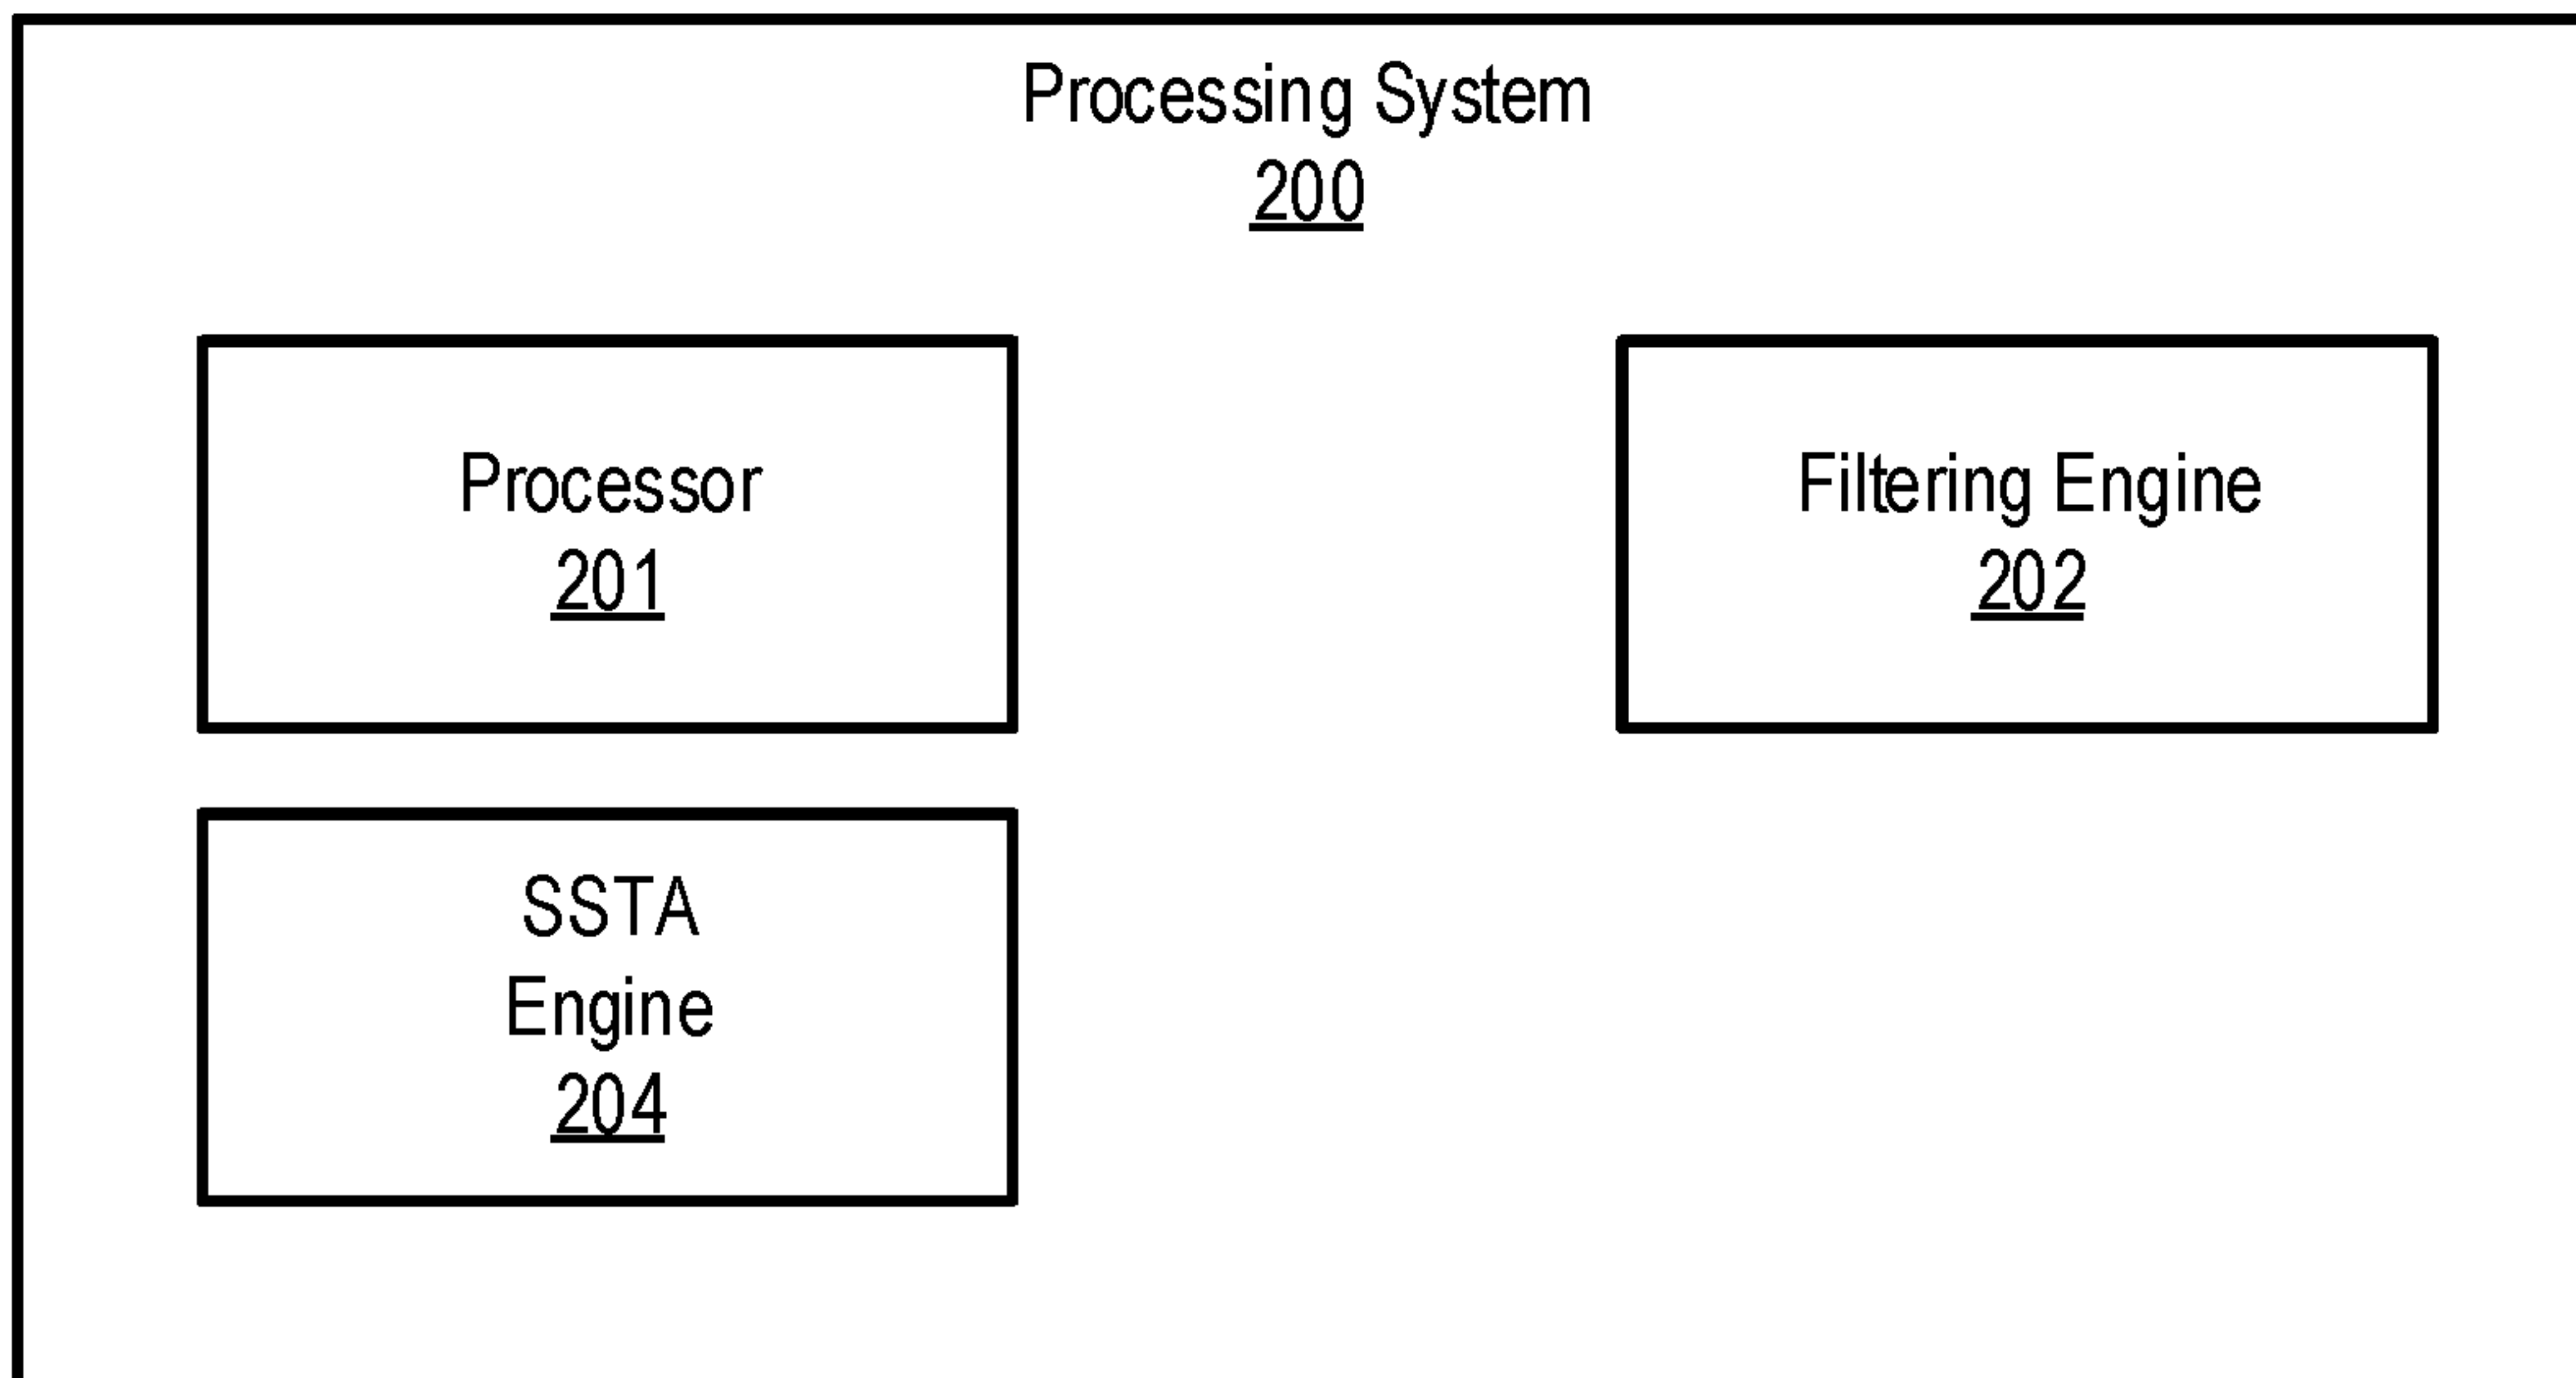 Processing System
200
Processor
201
Filtering Engine
202
SSTA
Engine
204